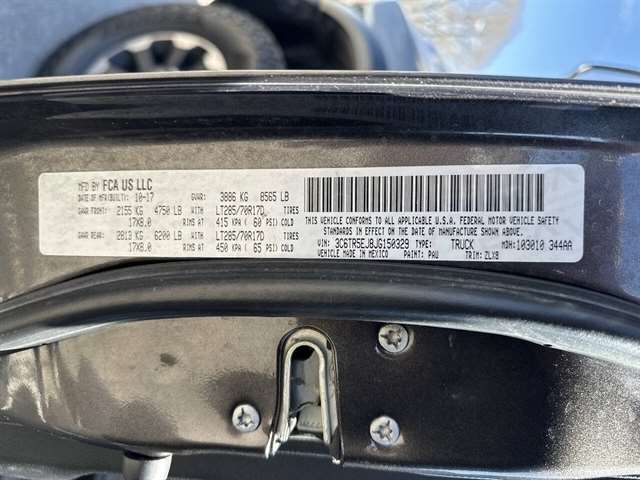 MFD BY FCA US LLC
DATE OF MFR(BUILT): 10-17 GVWR: 3886 KG 8565 LB
GAWR FRONT: 2155 KG 4750 LB WITH LT285/70R17D TIRES
17X8.0 RIMS AT 415 KPA ( 60 PSI) COLD
GAWR REAR: 2813 KG 6200 LB WITH LT285/70R17D TIRES
17X8.0 RIMS AT 450 KPA ( 65 PSI) COLD
THIS VEHICLE CONFORMS TO ALL APPLICABLE U.S.A. FEDERAL MOTOR VEHICLE SAFETY
STANDARDS IN EFFECT ON THE DATE OF MANUFACTURE SHOWN ABOVE.
VIN: 3C6TR5EJ8JG150329 TYPE: TRUCK MDH: 103010 344AA
VEHICLE MADE IN MEXICO PAINT: PAU TRIM: ZLX9